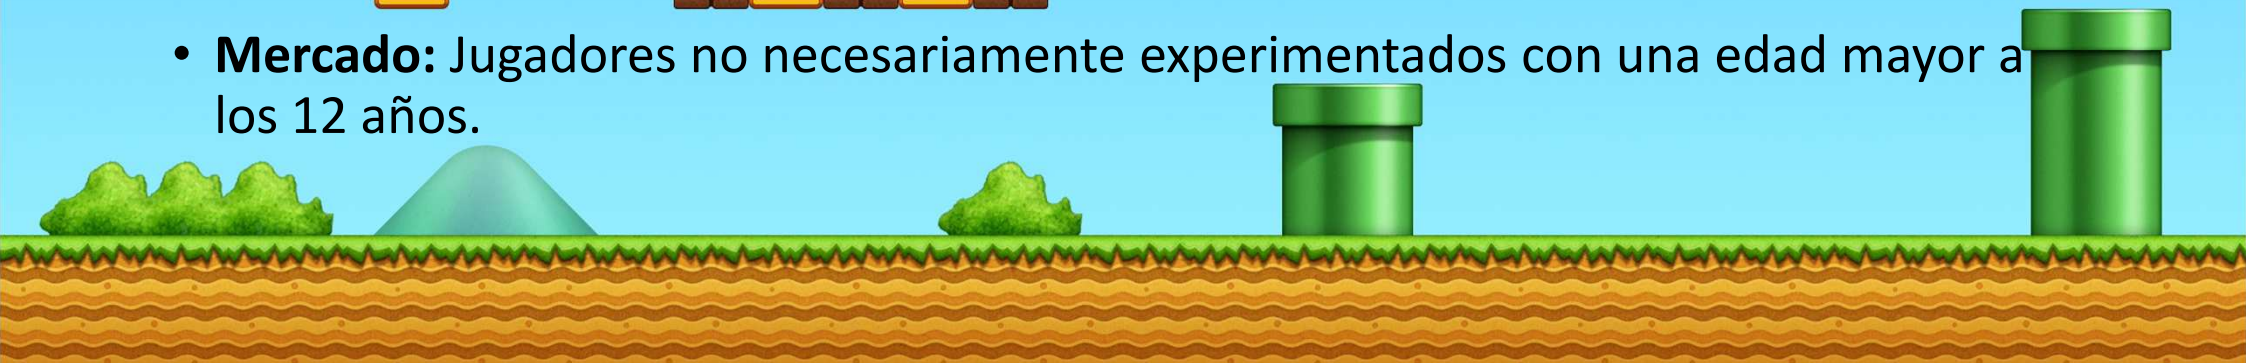 • Mercado: Jugadores no necesariamente experimentados con una edad mayor a
los 12 años.